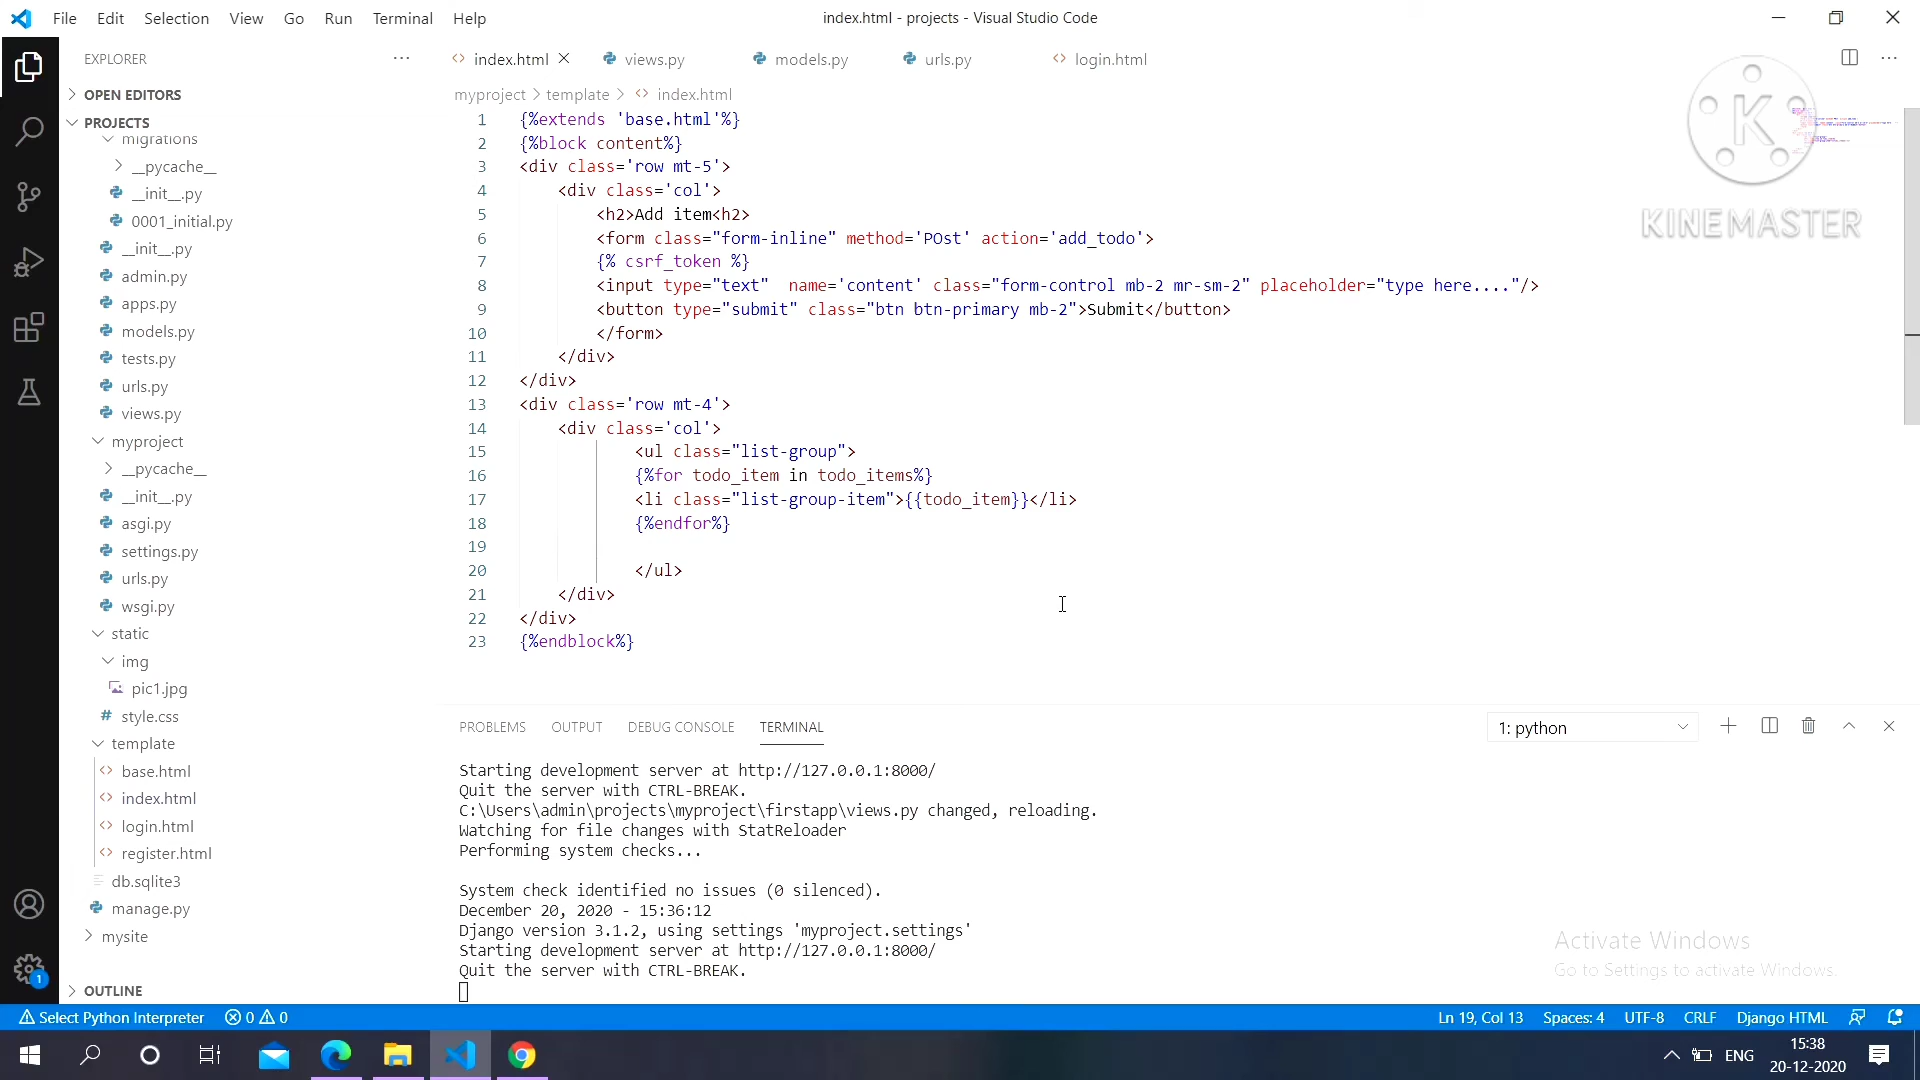 File Edit Selection View Go Run Terminal Help
index.html - projects - Visual Studio Code
EXPLORER
OPEN EDITORS
PROJECTS
migrations
__pycache__
__init__.py
0001_initial.py
__init__.py
admin.py
apps.py
models.py
tests.py
urls.py
views.py
myproject
__pycache__
__init__.py
asgi.py
settings.py
urls.py
wsgi.py
static
img
pic1.jpg
# style.css
template
<> base.html
<> index.html
<> login.html
<> register.html
db.sqlite3
manage.py
mysite
OUTLINE
<> index.html views.py models.py urls.py <> login.html
myproject > template > <> index.html
1 {%extends 'base.html'%}
2 {%block content%}
3 <div class='row mt-5'>
4 <div class='col'>
5 <h2>Add item<h2>
6 <form class="form-inline" method='POst' action='add_todo'>
7 {% csrf_token %}
8 <input type="text"  name='content' class="form-control mb-2 mr-sm-2" placeholder="type here...."/>
9 <button type="submit" class="btn btn-primary mb-2">Submit</button>
10 </form>
11 </div>
12 </div>
13 <div class='row mt-4'>
14 <div class='col'>
15 <ul class="list-group">
16 {%for todo_item in todo_items%}
17 <li class="list-group-item">{{todo_item}}</li>
18 {%endfor%}
19
20 </ul>
21 </div>
22 </div>
23 {%endblock%}
K
KINEMASTER
PROBLEMS OUTPUT DEBUG CONSOLE TERMINAL
1: python
Starting development server at http://127.0.0.1:8000/
Quit the server with CTRL-BREAK.
C:\Users\admin\projects\myproject\firstapp\views.py changed, reloading.
Watching for file changes with StatReloader
Performing system checks...
System check identified no issues (0 silenced).
December 20, 2020 - 15:36:12
Django version 3.1.2, using settings 'myproject.settings'
Starting development server at http://127.0.0.1:8000/
Quit the server with CTRL-BREAK.
Activate Windows
Go to Settings to activate Windows.
1
Select Python Interpreter 0 0 Ln 19, Col 13 Spaces: 4 UTF-8 CRLF Django HTML
ENG
15:38
20-12-2020